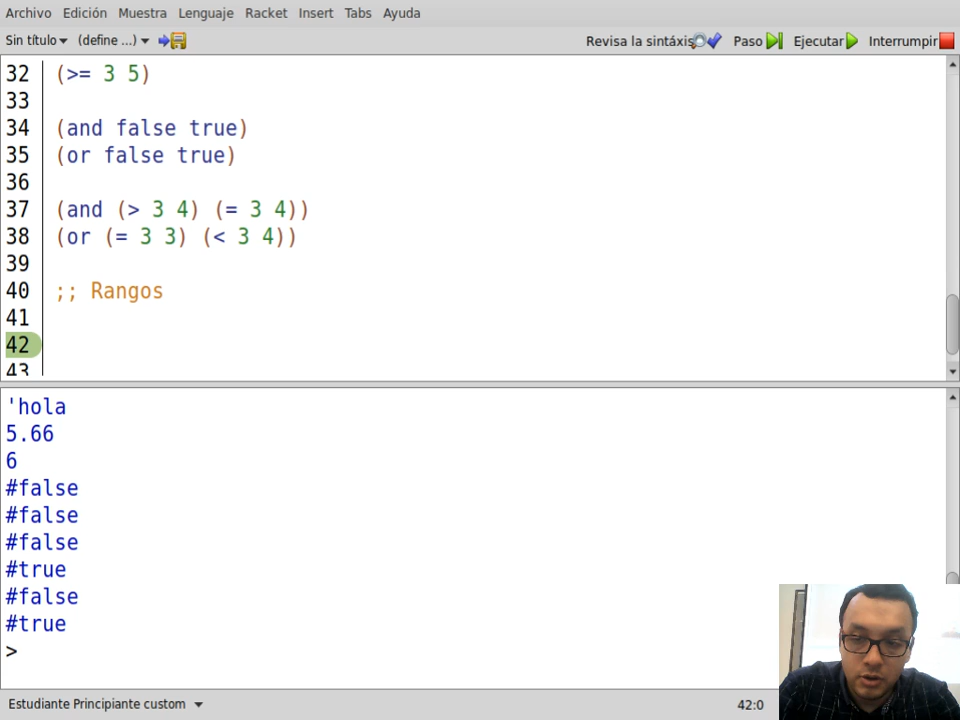 Archivo Edición Muestra Lenguaje Racket Insert Tabs Ayuda
Sin título (define ...) Revisa la sintáxis Paso Ejecutar Interrumpir
32 (>= 3 5)
33
34 (and false true)
35 (or false true)
36
37 (and (> 3 4) (= 3 4))
38 (or (= 3 3) (< 3 4))
39
40 ;; Rangos
41
42
43
'hola
5.66
6
#false
#false
#false
#true
#false
#true
>
Estudiante Principiante custom 42:0